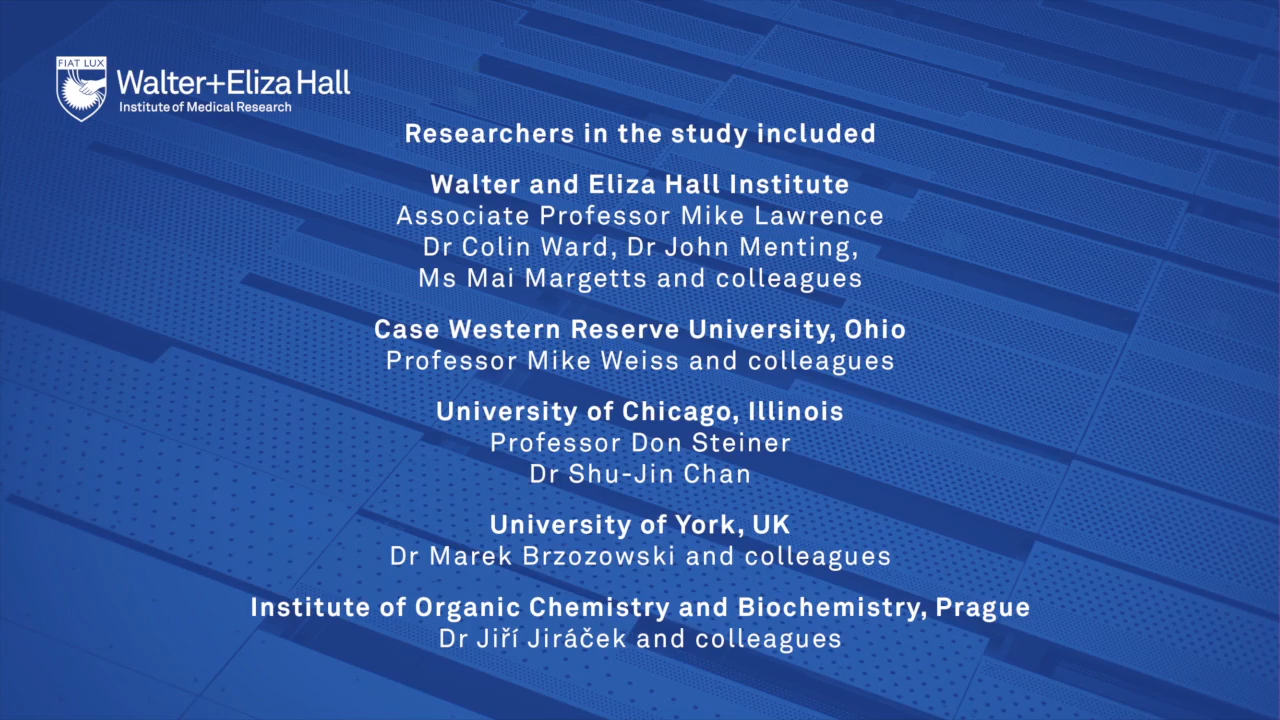 FIAT LUX
Walter+Eliza Hall
Institute of Medical Research
Researchers in the study included
Walter and Eliza Hall Institute
Associate Professor Mike Lawrence
Dr Colin Ward, Dr John Menting,
Ms Mai Margetts and colleagues
Case Western Reserve University, Ohio
Professor Mike Weiss and colleagues
University of Chicago, Illinois
Professor Don Steiner
Dr Shu-Jin Chan
University of York, UK
Dr Marek Brzozowski and colleagues
Institute of Organic Chemistry and Biochemistry, Prague
Dr Jiří Jiráček and colleagues